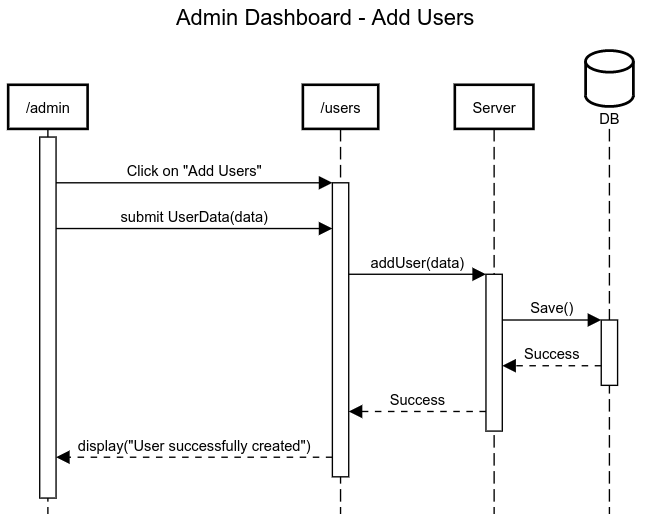 Admin Dashboard - Add Users
/admin
/users
Server
DB
Click on "Add Users"
submit UserData(data)
addUser(data)
Save()
Success
Success
display("User successfully created")